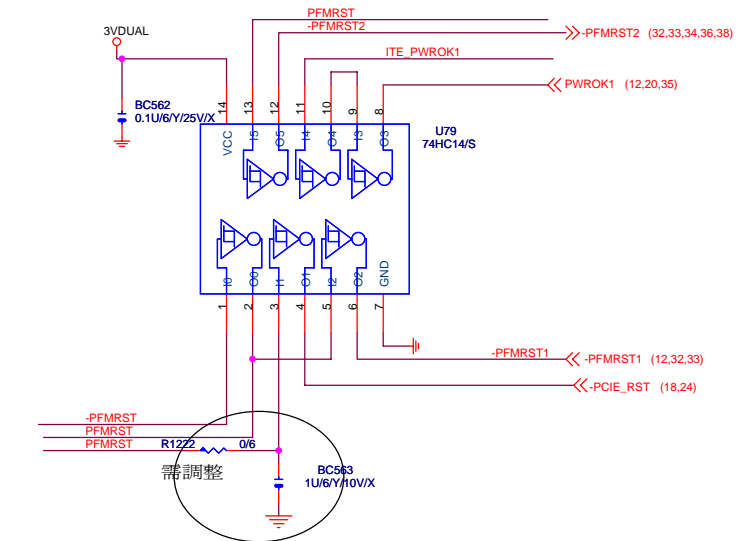 PFMRST
-PFMRST2
-PFMRST2 (32,33,34,36,38)
3VDUAL
ITE_PWROK1
PWROK1 (12,20,35)
BC562
0.1U/6/Y/25V/X
14
13
12
11
10
9
8
U79
74HC14/S
VCC
I5
O5
I4
O4
I3
O3
I0
O0
I1
O1
I2
O2
GND
1
2
3
4
5
6
7
-PFMRST1
-PFMRST1 (12,32,33)
-PCIE_RST (18,24)
-PFMRST
PFMRST
PFMRST
R1222
0/6
需調整
BC563
1U/6/Y/10V/X